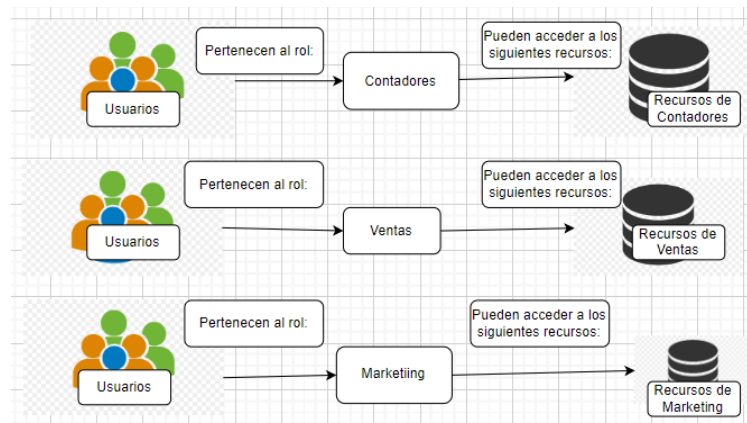 Pertenecen al rol:
Pueden acceder a los
siguientes recursos:
Usuarios
Contadores
Recursos de
Contadores
Pertenecen al rol:
Pueden acceder a los
siguientes recursos:
Usuarios
Ventas
Recursos de
Ventas
Pertenecen al rol:
Pueden acceder a los
siguientes recursos:
Usuarios
Marketiing
Recursos de
Marketing